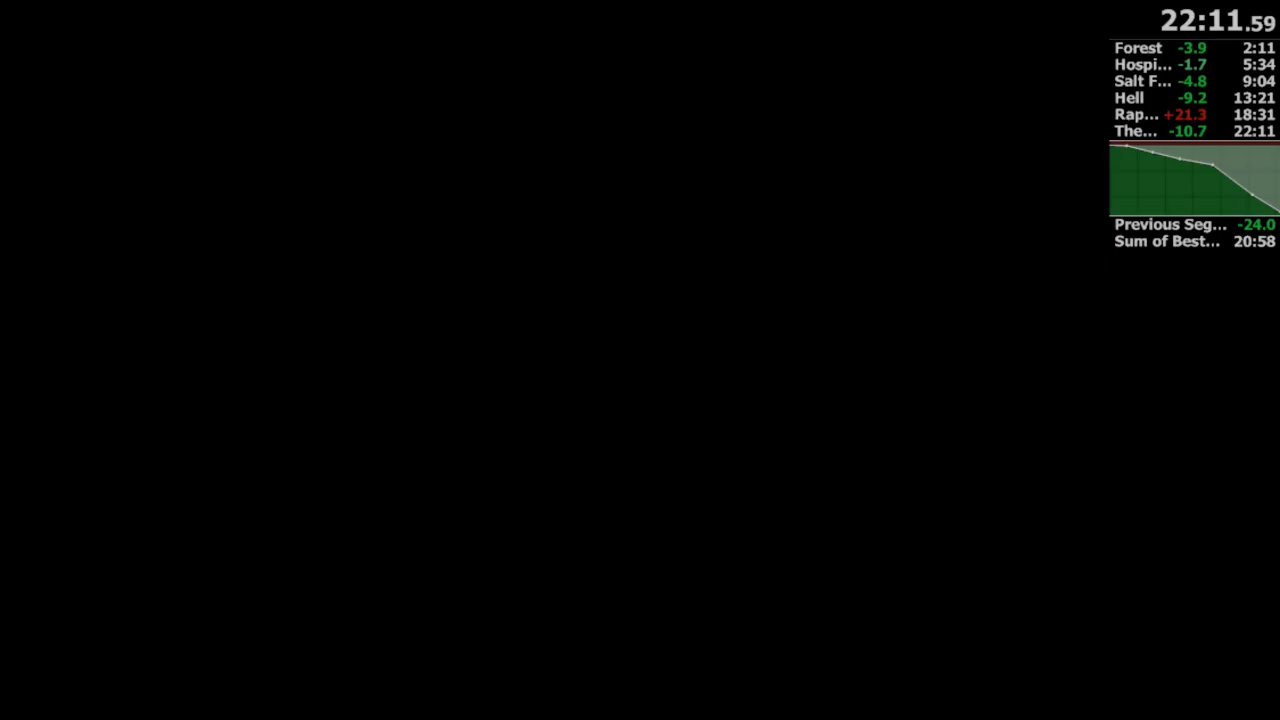 22:11.59
Forest -3.9 2:11
Hospi... -1.7 5:34
Salt F... -4.8 9:04
Hell -9.2 13:21
Rap... +21.3 18:31
The... -10.7 22:11
Previous Seg... -24.0
Sum of Best... 20:58